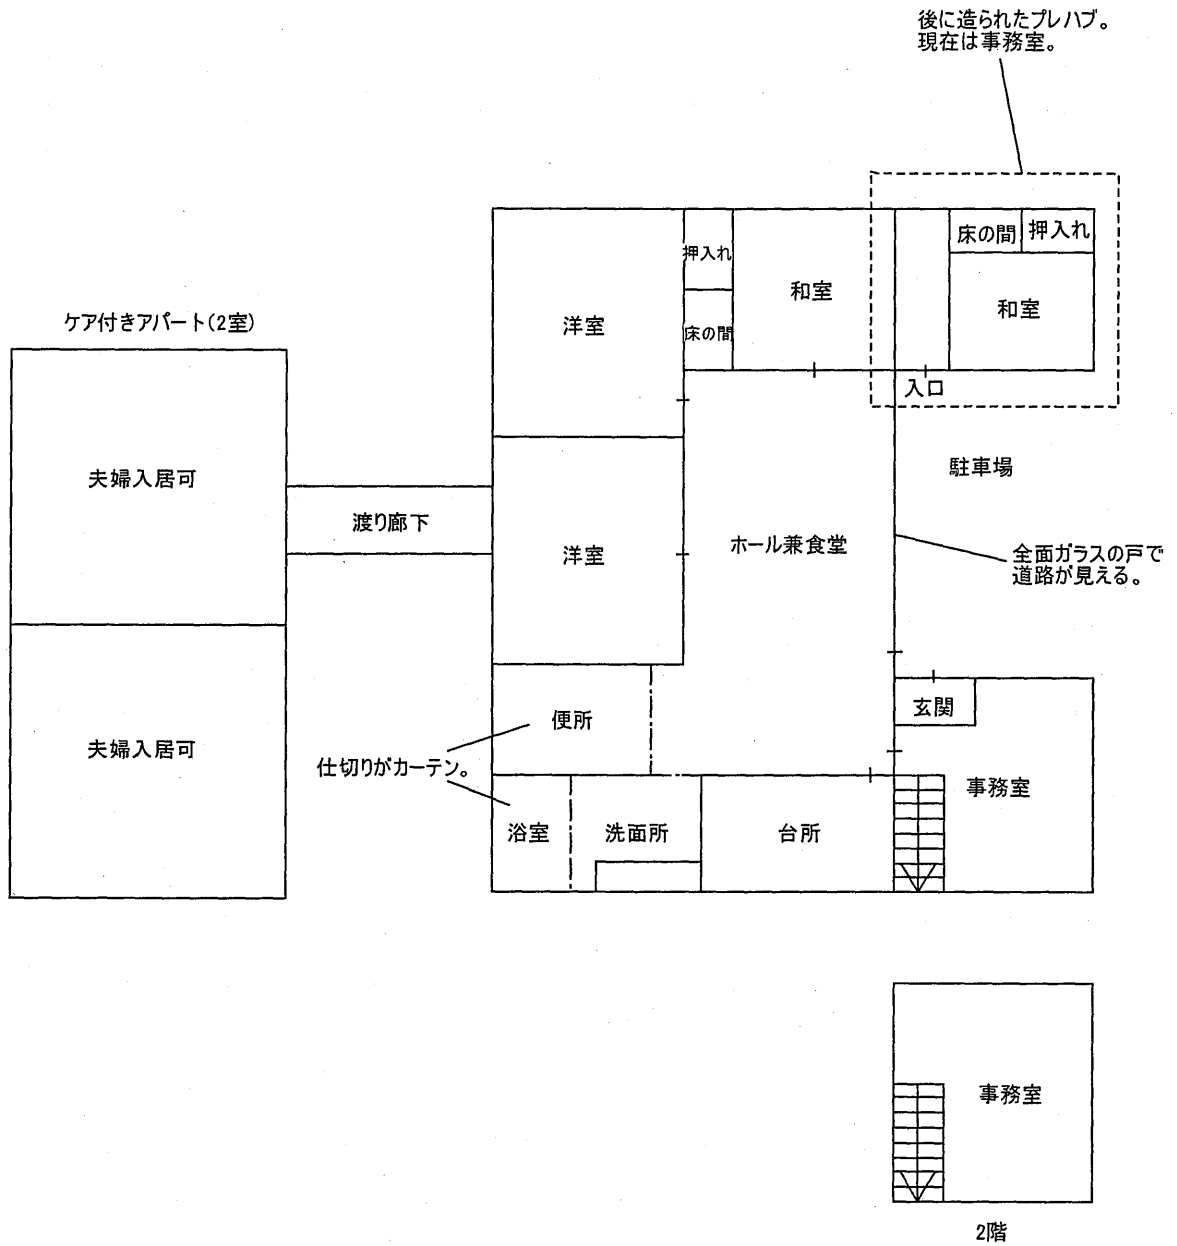 後に造られたプレハブ。
現在は事務室。
床の間
押入れ
押入れ
和室
和室
洋室
床の間
ケア付きアパート(2室)
入口
夫婦入居可
駐車場
渡り廊下
ホール兼食堂
洋室
全面ガラスの戸で
道路が見える。
玄関
便所
夫婦入居可
仕切りがカーテン。
事務室
浴室
洗面所
台所
事務室
2階